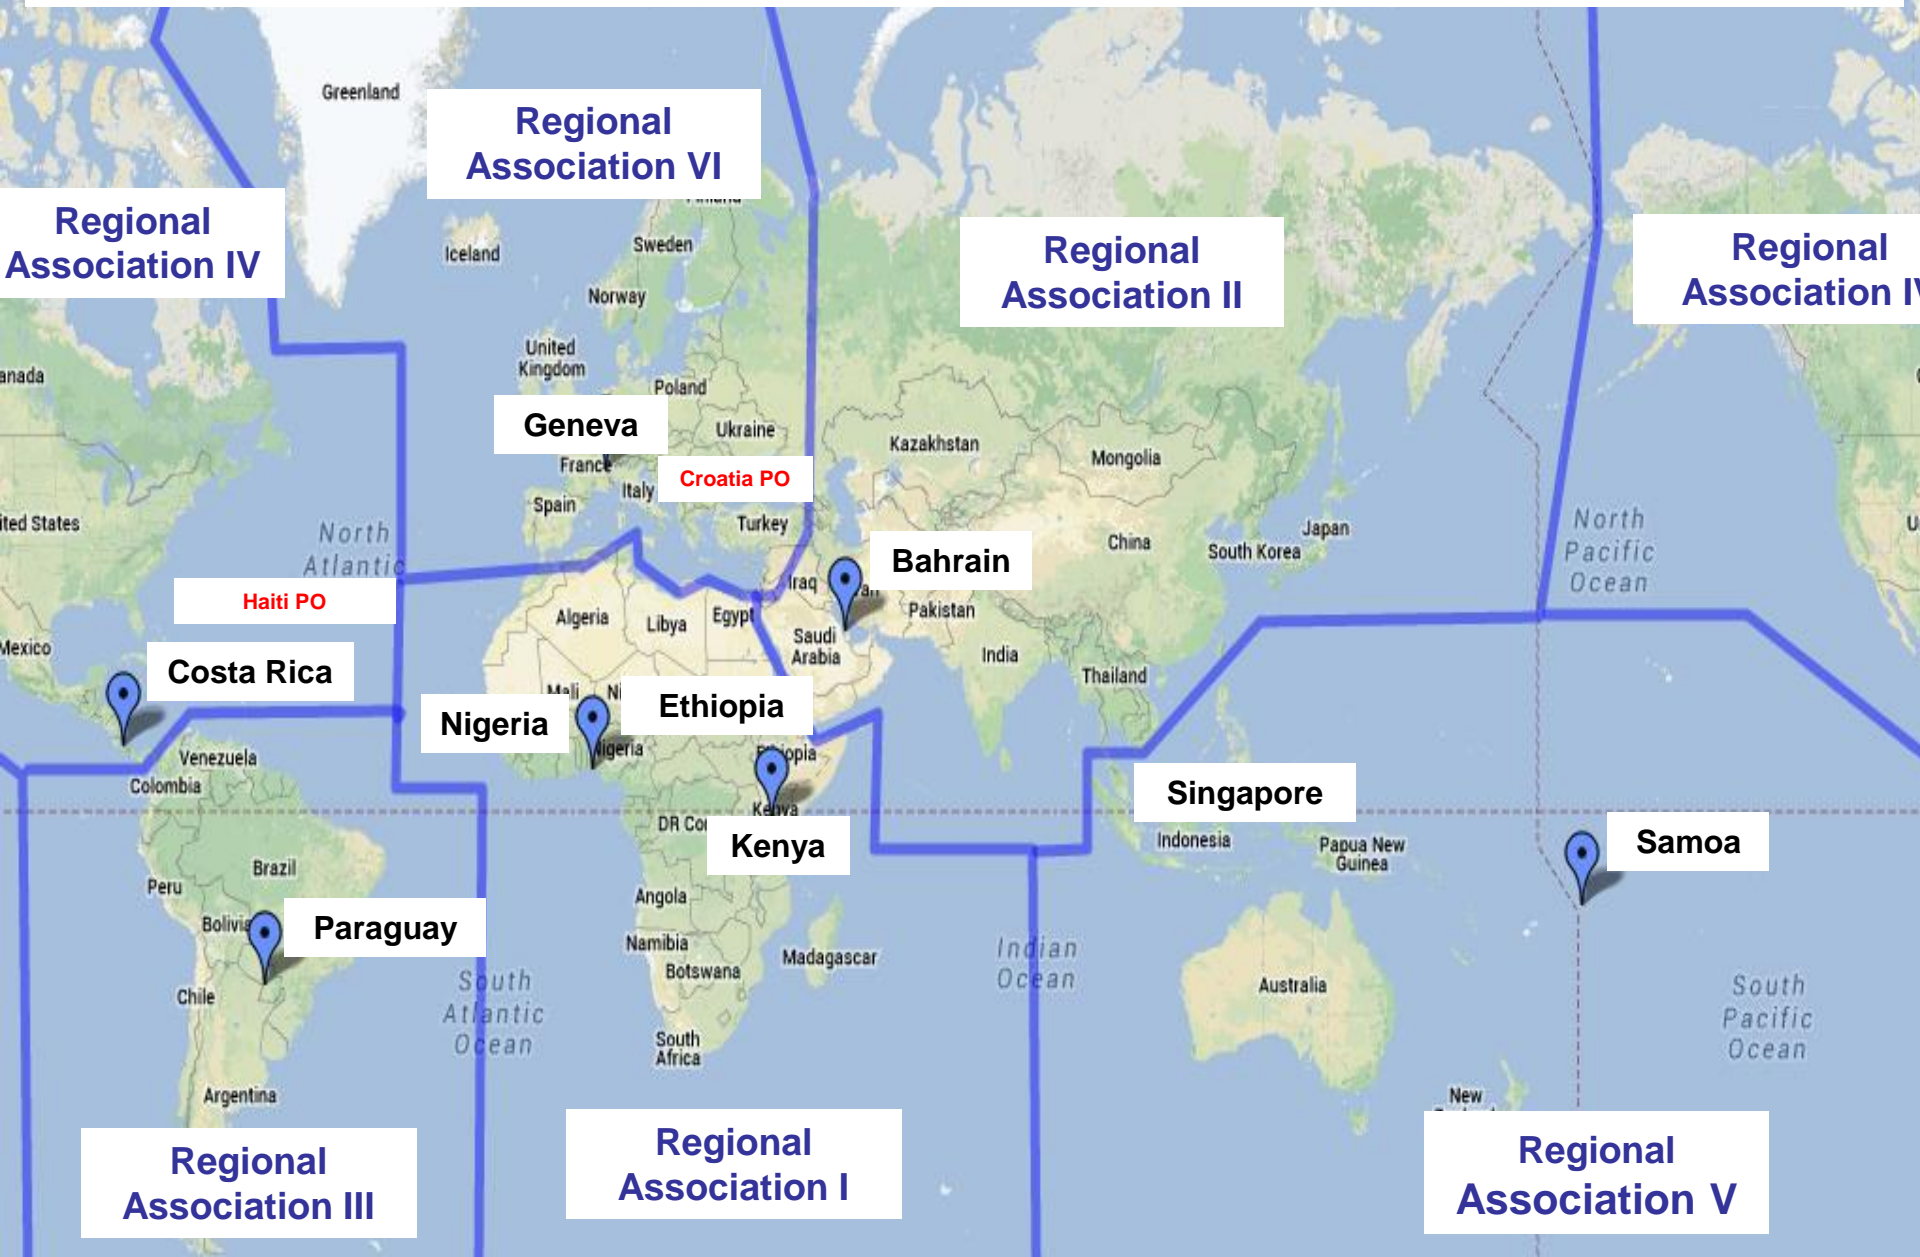 Greenland
Regional
Association VI
Regional
Association IV
Iceland
Sweden
Norway
Regional
Association II
Regional
Association IV
United
Kingdom
Poland
Geneva
Ukraine
France
Croatia PO
Italy
Spain
Turkey
Kazakhstan
Mongolia
China
South Korea
Japan
anada
ited States
Mexico
North
Atlantic
Haiti PO
Costa Rica
Algeria
Libya
Egypt
Iraq
Bahrain
Saudi
Arabia
Pakistan
India
Thailand
North
Pacific
Ocean
Mali
Nigeria
Nigeria
Ethiopia
Ethiopia
Kenya
Kenya
DR Co
Venezuela
Colombia
Singapore
Indonesia
Papua New
Guinea
Samoa
Brazil
Peru
Bolivia
Paraguay
Chile
Argentina
South
Atlantic
Ocean
Angola
Namibia
Botswana
Madagascar
South
Africa
Indian
Ocean
Australia
New
South
Pacific
Ocean
Regional
Association III
Regional
Association I
Regional
Association V